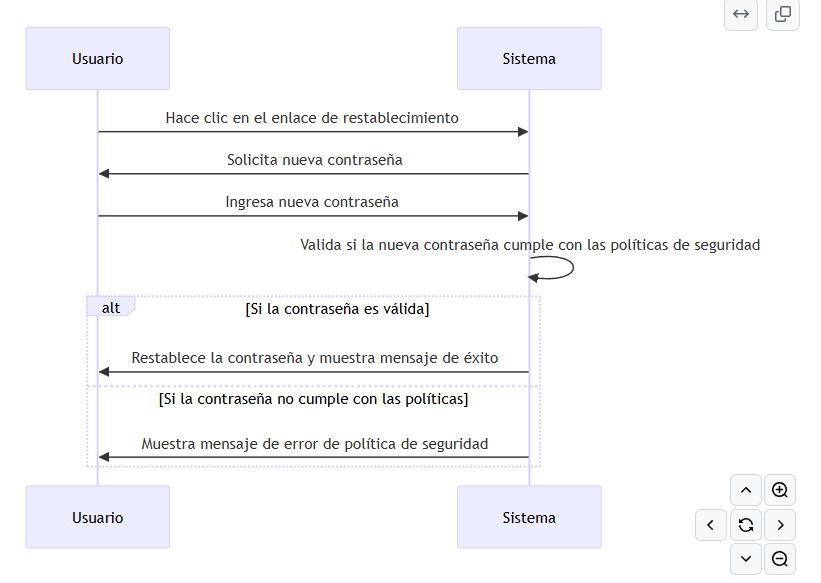 Usuario
Sistema
Hace clic en el enlace de restablecimiento
Solicita nueva contraseña
Ingresa nueva contraseña
Valida si la nueva contraseña cumple con las políticas de seguridad
alt
[Si la contraseña es válida]
Restablece la contraseña y muestra mensaje de éxito
[Si la contraseña no cumple con las políticas]
Muestra mensaje de error de política de seguridad
Usuario
Sistema